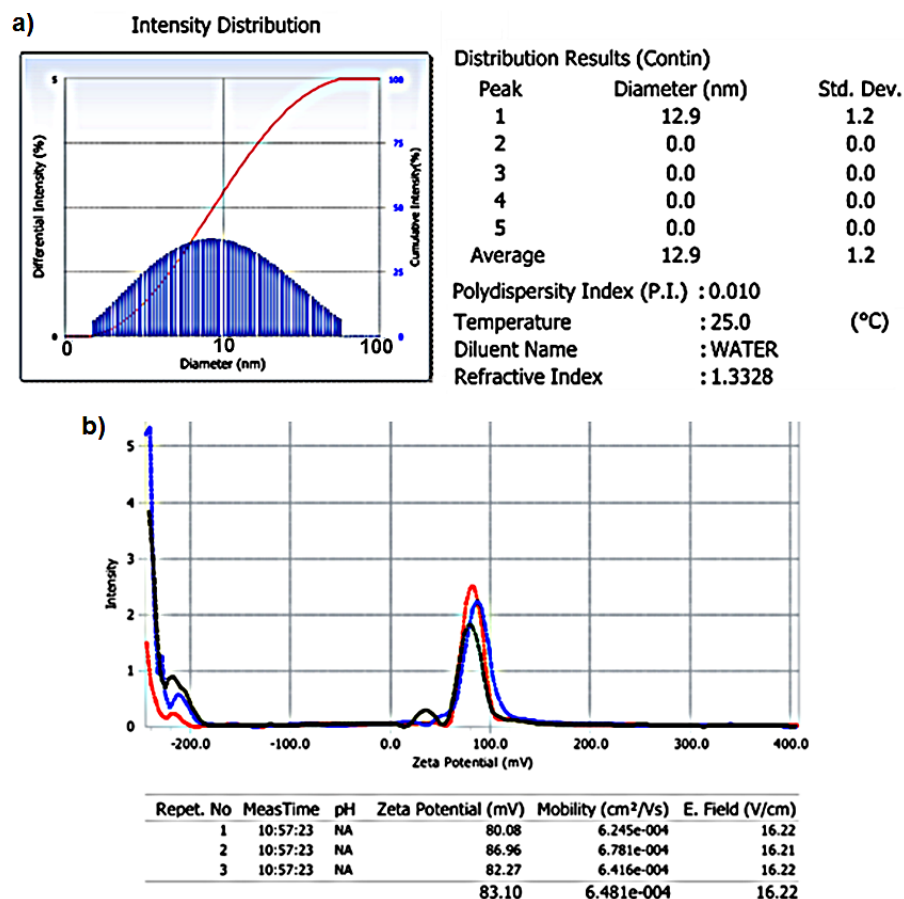 a)
Intensity Distribution
Differential Intensity (%)
5
0
100
75
50
25
0
Cumulative Intensity(%)
0 10 100
Diameter (nm)
Distribution Results (Contin)
Peak Diameter (nm) Std. Dev.
1 12.9 1.2
2 0.0 0.0
3 0.0 0.0
4 0.0 0.0
5 0.0 0.0
Average 12.9 1.2
Polydispersity Index (P.I.) : 0.010
Temperature : 25.0 (°C)
Diluent Name : WATER
Refractive Index : 1.3328
b)
Intensity
5
4
3
2
1
0
-200.0 -100.0 0.0 100.0 200.0 300.0 400.0
Zeta Potential (mV)
Repet. No MeasTime pH Zeta Potential (mV) Mobility (cm²/Vs) E. Field (V/cm)
1 10:57:23 NA 80.08 6.245e-004 16.22
2 10:57:23 NA 86.96 6.781e-004 16.21
3 10:57:23 NA 82.27 6.416e-004 16.22
83.10 6.481e-004 16.22